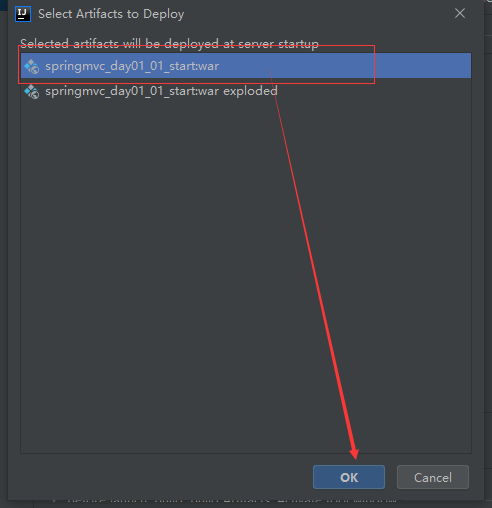 Select Artifacts to Deploy
Selected artifacts will be deployed at server startup
springmvc_day01_01_start:war
springmvc_day01_01_start:war exploded
OK
Cancel